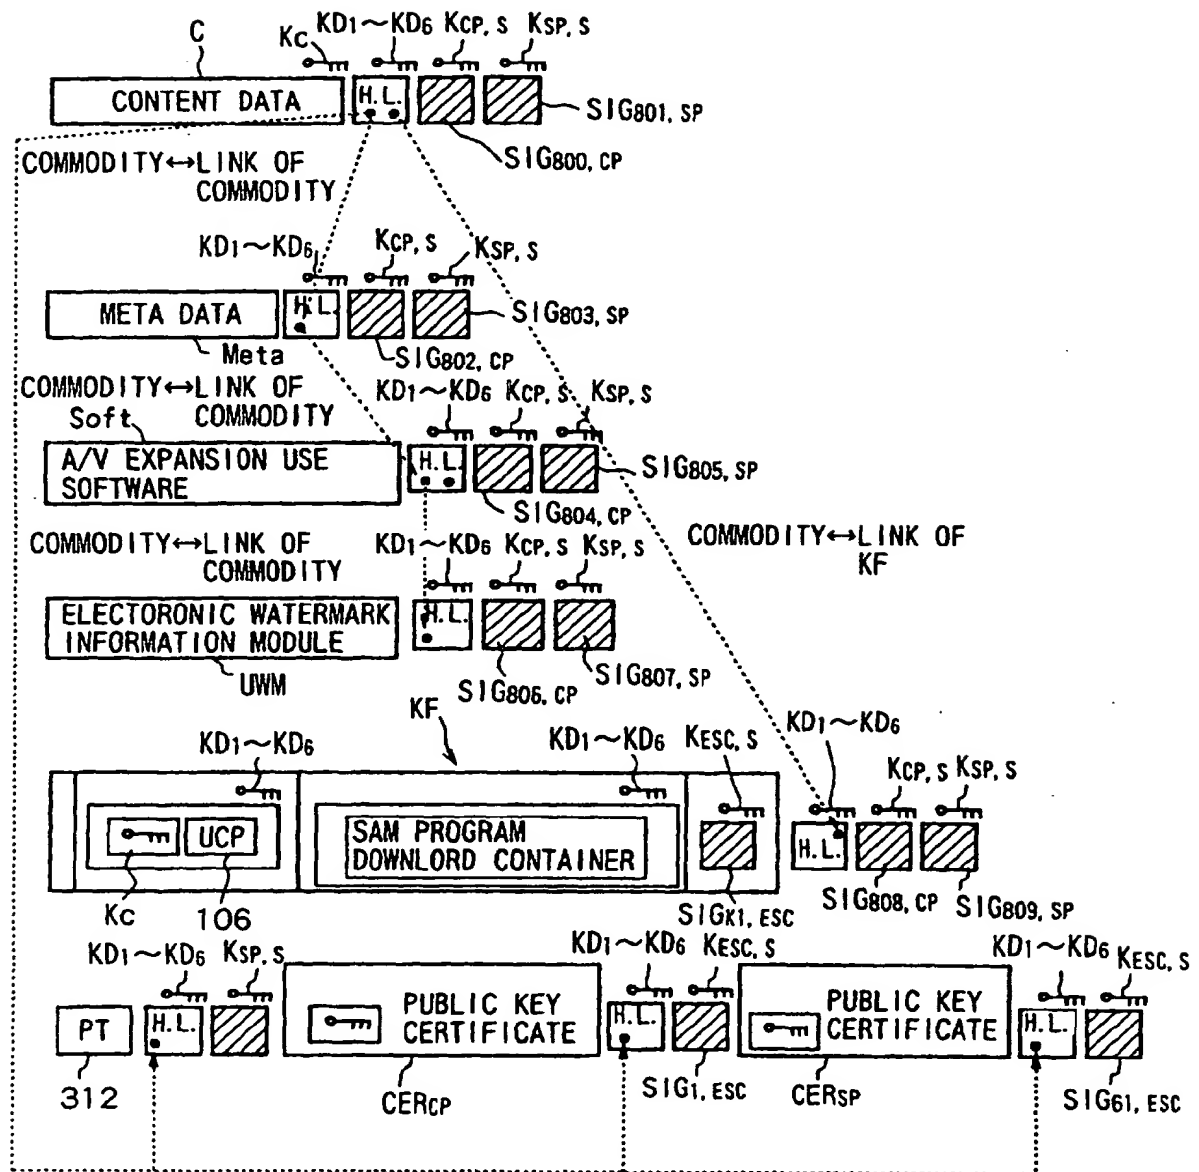 C
Kc
KD1~KD6
KCP, S
KSP, S
CONTENT DATA
H.L.
SIG801, SP
SIG800, CP
COMMODITY↔LINK OF
COMMODITY
KD1~KD6
KCP, S
KSP, S
META DATA
H.L.
SIG803, SP
Meta
SIG802, CP
COMMODITY↔LINK OF
COMMODITY
Soft
KD1~KD6
KCP, S
KSP, S
A/V EXPANSION USE
SOFTWARE
H.L.
SIG805, SP
SIG804, CP
COMMODITY↔LINK OF
KF
COMMODITY↔LINK OF
COMMODITY
KD1~KD6
KCP, S
KSP, S
ELECTORONIC WATERMARK
INFORMATION MODULE
H.L.
UWM
SIG806, CP
SIG807, SP
KF
KD1~KD6
KD1~KD6
KESC, S
KD1~KD6
KCP, S
KSP, S
UCP
SAM PROGRAM
DOWNLORD CONTAINER
H.L.
Kc
106
SIGK1, ESC
SIG808, CP
SIG809, SP
KD1~KD6
KSP, S
KD1~KD6
KESC, S
KD1~KD6
KESC, S
PT
H.L.
PUBLIC KEY
CERTIFICATE
H.L.
PUBLIC KEY
CERTIFICATE
H.L.
312
CERCP
SIG1, ESC
CERSP
SIG61, ESC